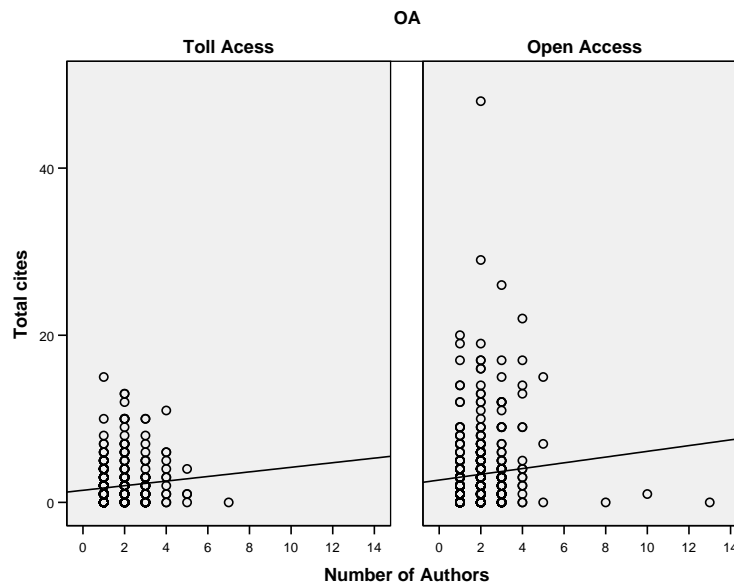 OA
Toll Acess Open Access
40
20
0
0 2 4 6 8 10 12 14 0 2 4 6 8 10 12 14
Number of Authors
Total cites